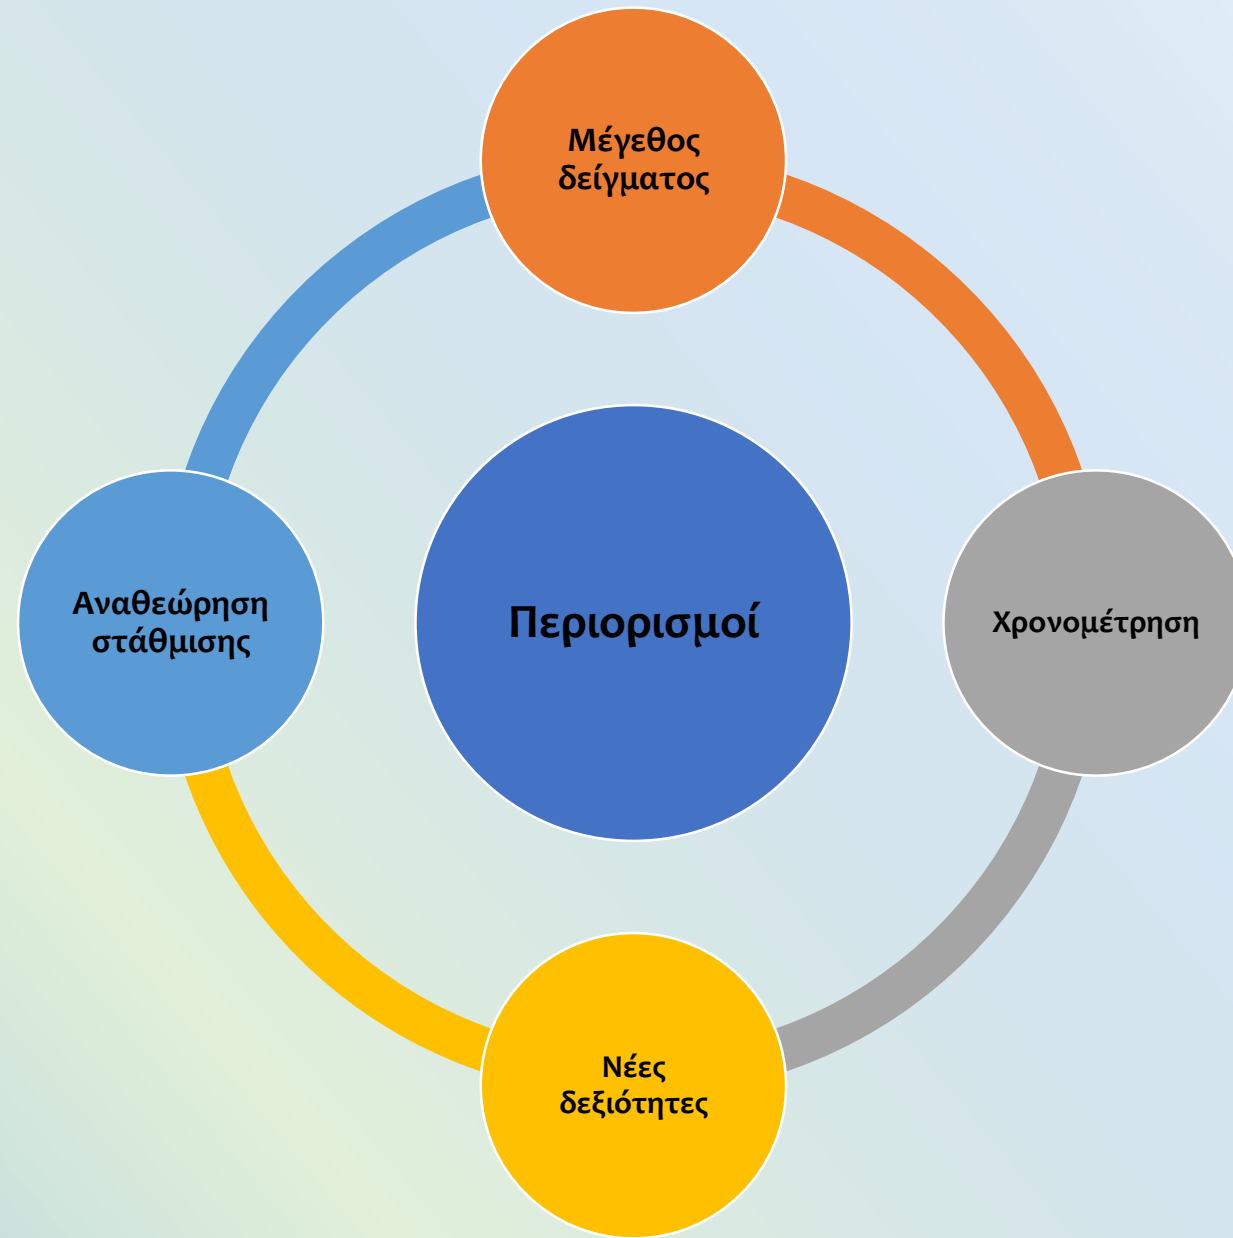 Μέγεθος
δείγματος
Αναθεώρηση
στάθμισης
Περιορισμοί
Χρονομέτρηση
Νέες
δεξιότητες